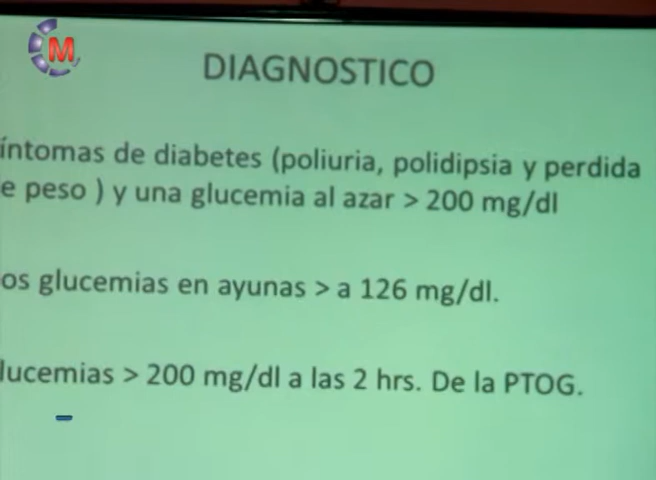 M
DIAGNOSTICO
íntomas de diabetes (poliuria, polidipsia y perdida
e peso ) y una glucemia al azar > 200 mg/dl
os glucemias en ayunas > a 126 mg/dl.
lucemias > 200 mg/dl a las 2 hrs. De la PTOG.